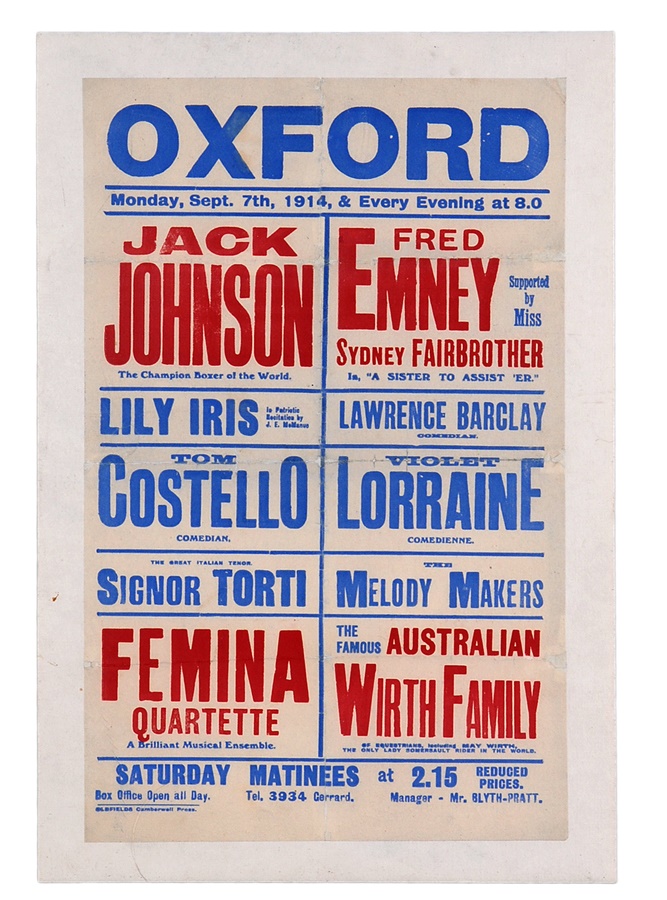 OXFORD
Monday, Sept. 7th, 1914, & Every Evening at 8.0
JACK
JOHNSON
The Champion Boxer of the World.
FRED
EMNEY
Supported
by
Miss
SYDNEY FAIRBROTHER
In, "A SISTER TO ASSIST 'ER."
LILY IRIS
In Patriotic
Recitation by
J. E. McManus
LAWRENCE BARCLAY
COMEDIAN.
TOM
COSTELLO
COMEDIAN.
VIOLET
LORRAINE
COMEDIENNE.
THE GREAT ITALIAN TENOR.
SIGNOR TORTI
THE
MELODY MAKERS
FEMINA
QUARTETTE
A Brilliant Musical Ensemble.
THE
FAMOUS AUSTRALIAN
WIRTH FAMILY
OF EQUESTRIANS, including MAY WIRTH,
THE ONLY LADY SOMERSAULT RIDER IN THE WORLD.
SATURDAY MATINEES at 2.15 REDUCED
PRICES.
Box Office Open all Day. Tel. 3934 Gerrard. Manager - Mr. BLYTH-PRATT.
OLDFIELDS Camberwell Press.